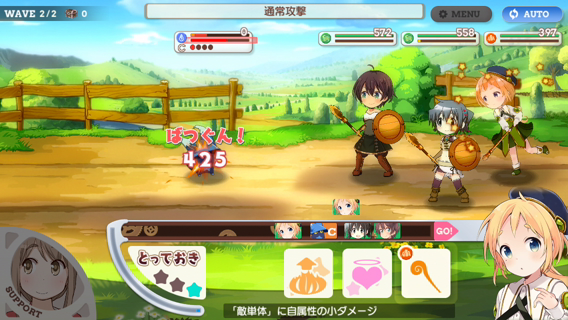 WAVE 2/2 0
通常攻撃
MENU
AUTO
0
C
572
558
397
ばつぐん!
425
C
GO!
とっておき
SUPPORT
「敵単体」に自属性の小ダメージ